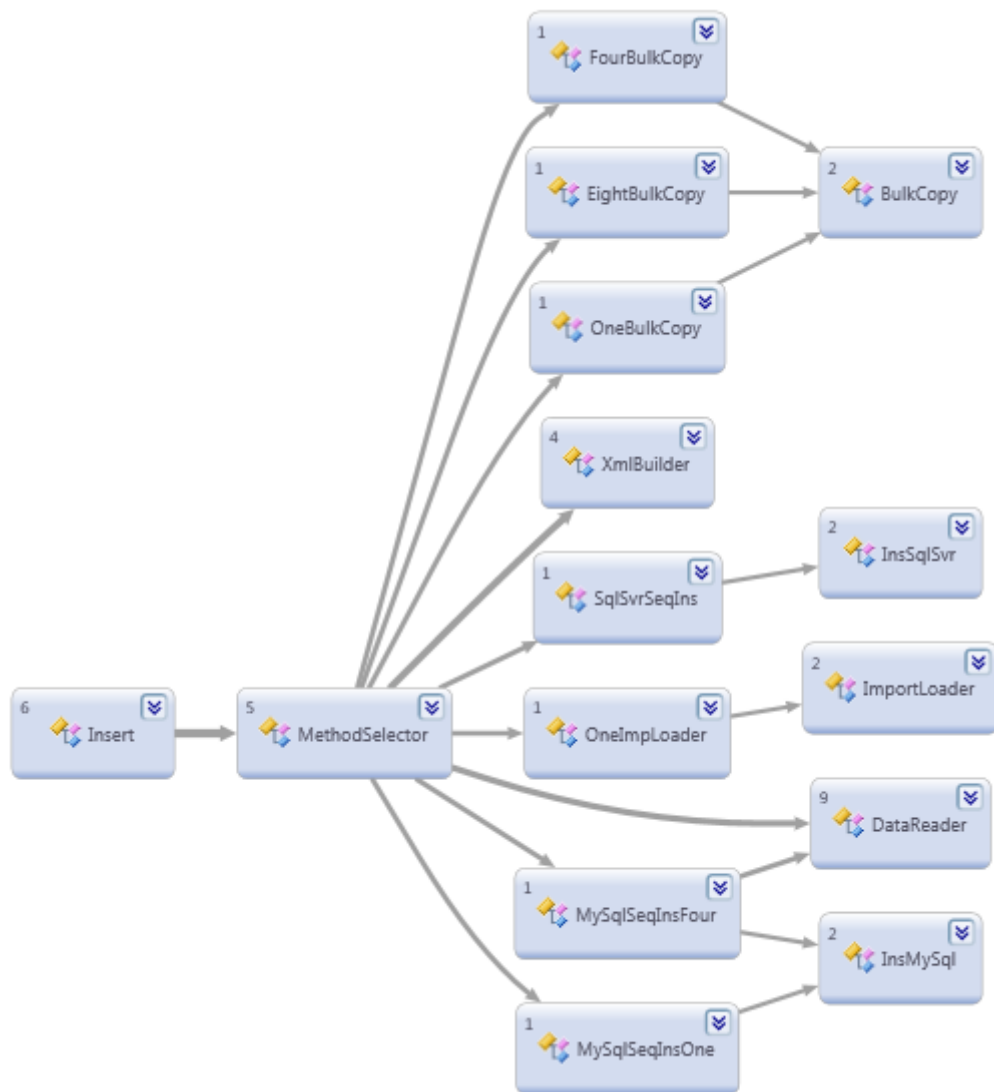 1
FourBulkCopy
1
EightBulkCopy
2
BulkCopy
1
OneBulkCopy
4
XmlBuilder
1
SqlSvrSeqIns
2
InsSqlSvr
6
Insert
5
MethodSelector
1
OneImpLoader
2
ImportLoader
9
DataReader
1
MySqlSeqInsFour
2
InsMySql
1
MySqlSeqInsOne